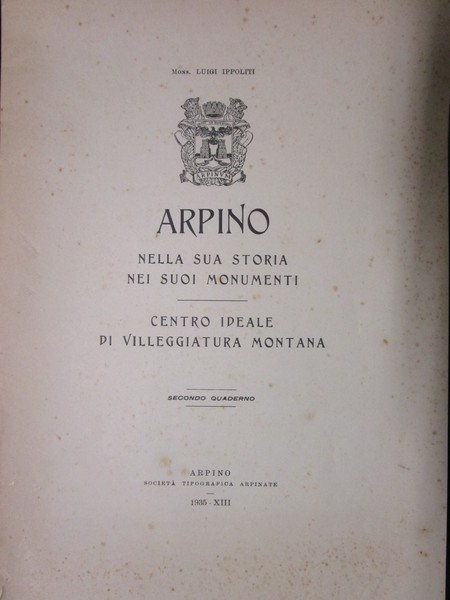 Mons. LUIGI IPPOLITI
ARPINVM
ARPINO
NELLA SUA STORIA
NEI SUOI MONUMENTI
CENTRO IDEALE
DI VILLEGGIATURA MONTANA
SECONDO QUADERNO
ARPINO
SOCIETÀ TIPOGRAFICA ARPINATE
1935 - XIII